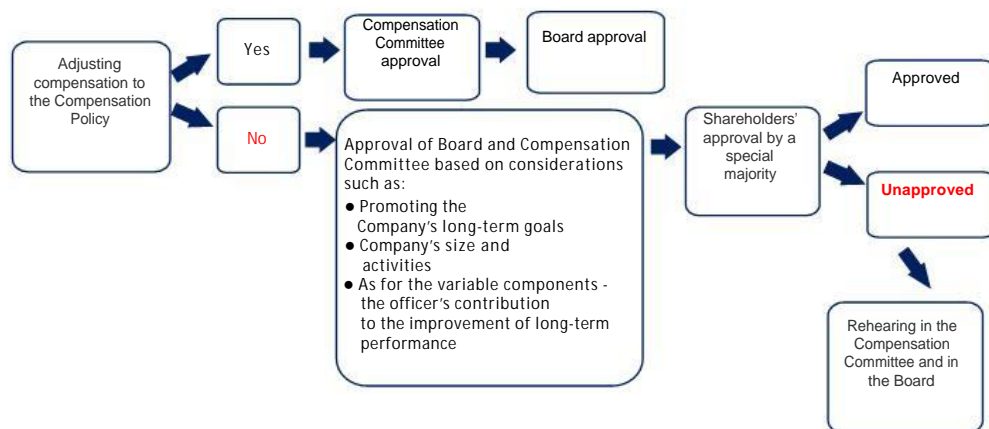 Adjusting
compensation to
the Compensation
Policy
Yes
Compensation
Committee
approval
Board approval
No
Approval of Board and Compensation
Committee based on considerations
such as:
● Promoting the
Company's long-term goals
● Company's size and
activities
● As for the variable components -
the officer's contribution
to the improvement of long-term
performance
Shareholders'
approval by a
special
majority
Approved
Unapproved
Rehearing in the
Compensation
Committee and in
the Board